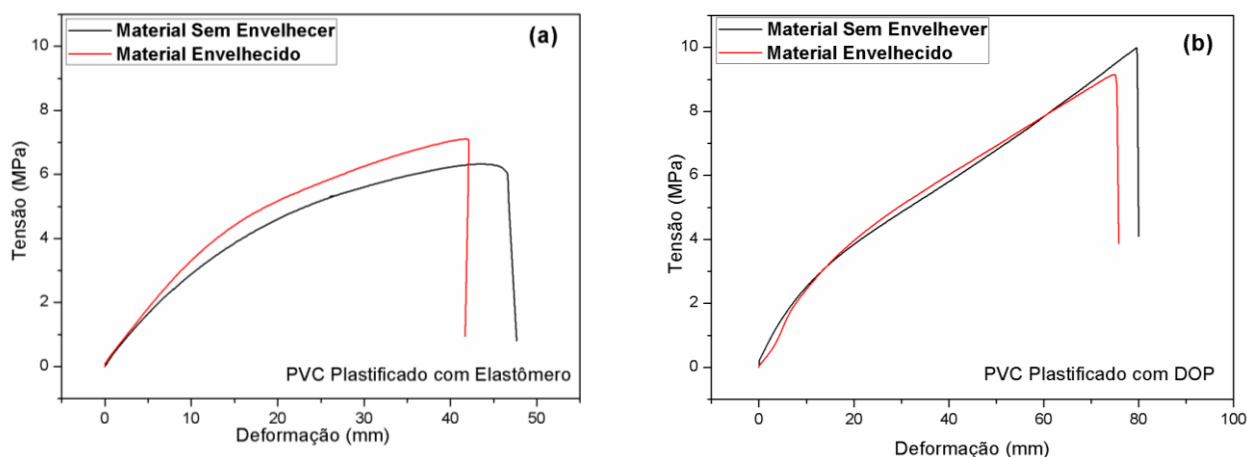 Material Sem Envelhecer
Material Envelhecido
(a)
10
8
6
4
2
0
Tensão (MPa)
PVC Plastificado com Elastômero
0 10 20 30 40 50
Deformação (mm)
Material Sem Envelhever
Material Envelhecido
(b)
10
8
6
4
2
0
Tensão (MPa)
PVC Plastificado com DOP
0 20 40 60 80 100
Deformação (mm)